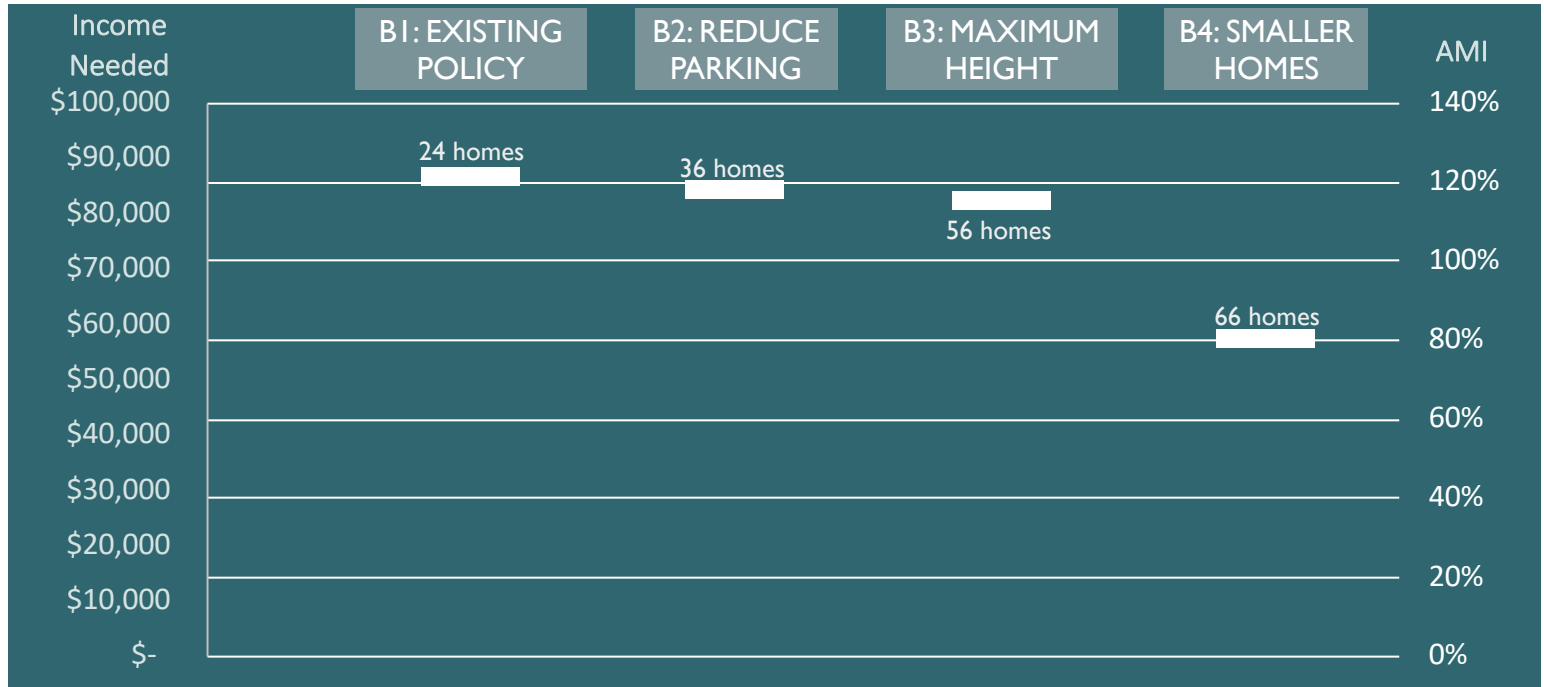 Income
Needed
B1: EXISTING
POLICY
B2: REDUCE
PARKING
B3: MAXIMUM
HEIGHT
B4: SMALLER
HOMES
AMI
$100,000
$90,000
$80,000
$70,000
$60,000
$50,000
$40,000
$30,000
$20,000
$10,000
$-
24 homes
36 homes
56 homes
66 homes
140%
120%
100%
80%
60%
40%
20%
0%